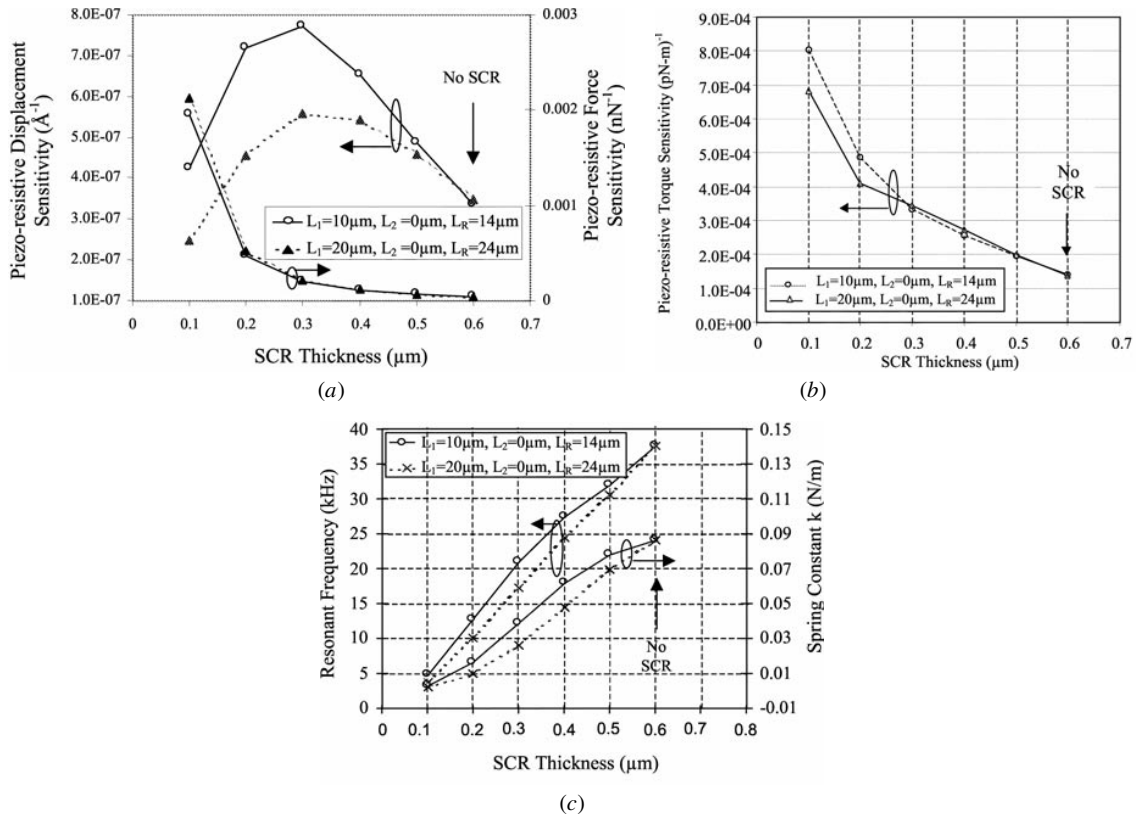 8.0E-07
7.0E-07
6.0E-07
5.0E-07
4.0E-07
3.0E-07
2.0E-07
1.0E-07
Piezo-resistive Displacement
Sensitivity (Å⁻¹)
0.003
0.002
0.001
0
Piezo-resistive Force
Sensitivity (nN⁻¹)
No SCR
L₁=10µm, L₂ =0µm, L_R=14µm
L₁=20µm, L₂ =0µm, L_R=24µm
0 0.1 0.2 0.3 0.4 0.5 0.6 0.7
SCR Thickness (µm)
(a)
9.0E-04
8.0E-04
7.0E-04
6.0E-04
5.0E-04
4.0E-04
3.0E-04
2.0E-04
1.0E-04
0.0E+00
Piezo-resistive Torque Sensitivity (pN-m)⁻¹
No
SCR
L₁=10µm, L₂=0µm, L_R=14µm
L₁=20µm, L₂=0µm, L_R=24µm
0 0.1 0.2 0.3 0.4 0.5 0.6 0.7
SCR Thickness (µm)
(b)
40
35
30
25
20
15
10
5
0
Resonant Frequency (kHz)
L₁=10µm, L₂=0µm, L_R=14µm
L₁=20µm, L₂=0µm, L_R=24µm
0.15
0.13
0.11
0.09
0.07
0.05
0.03
0.01
-0.01
Spring Constant k (N/m)
No
SCR
0 0.1 0.2 0.3 0.4 0.5 0.6 0.7 0.8
SCR Thickness (µm)
(c)